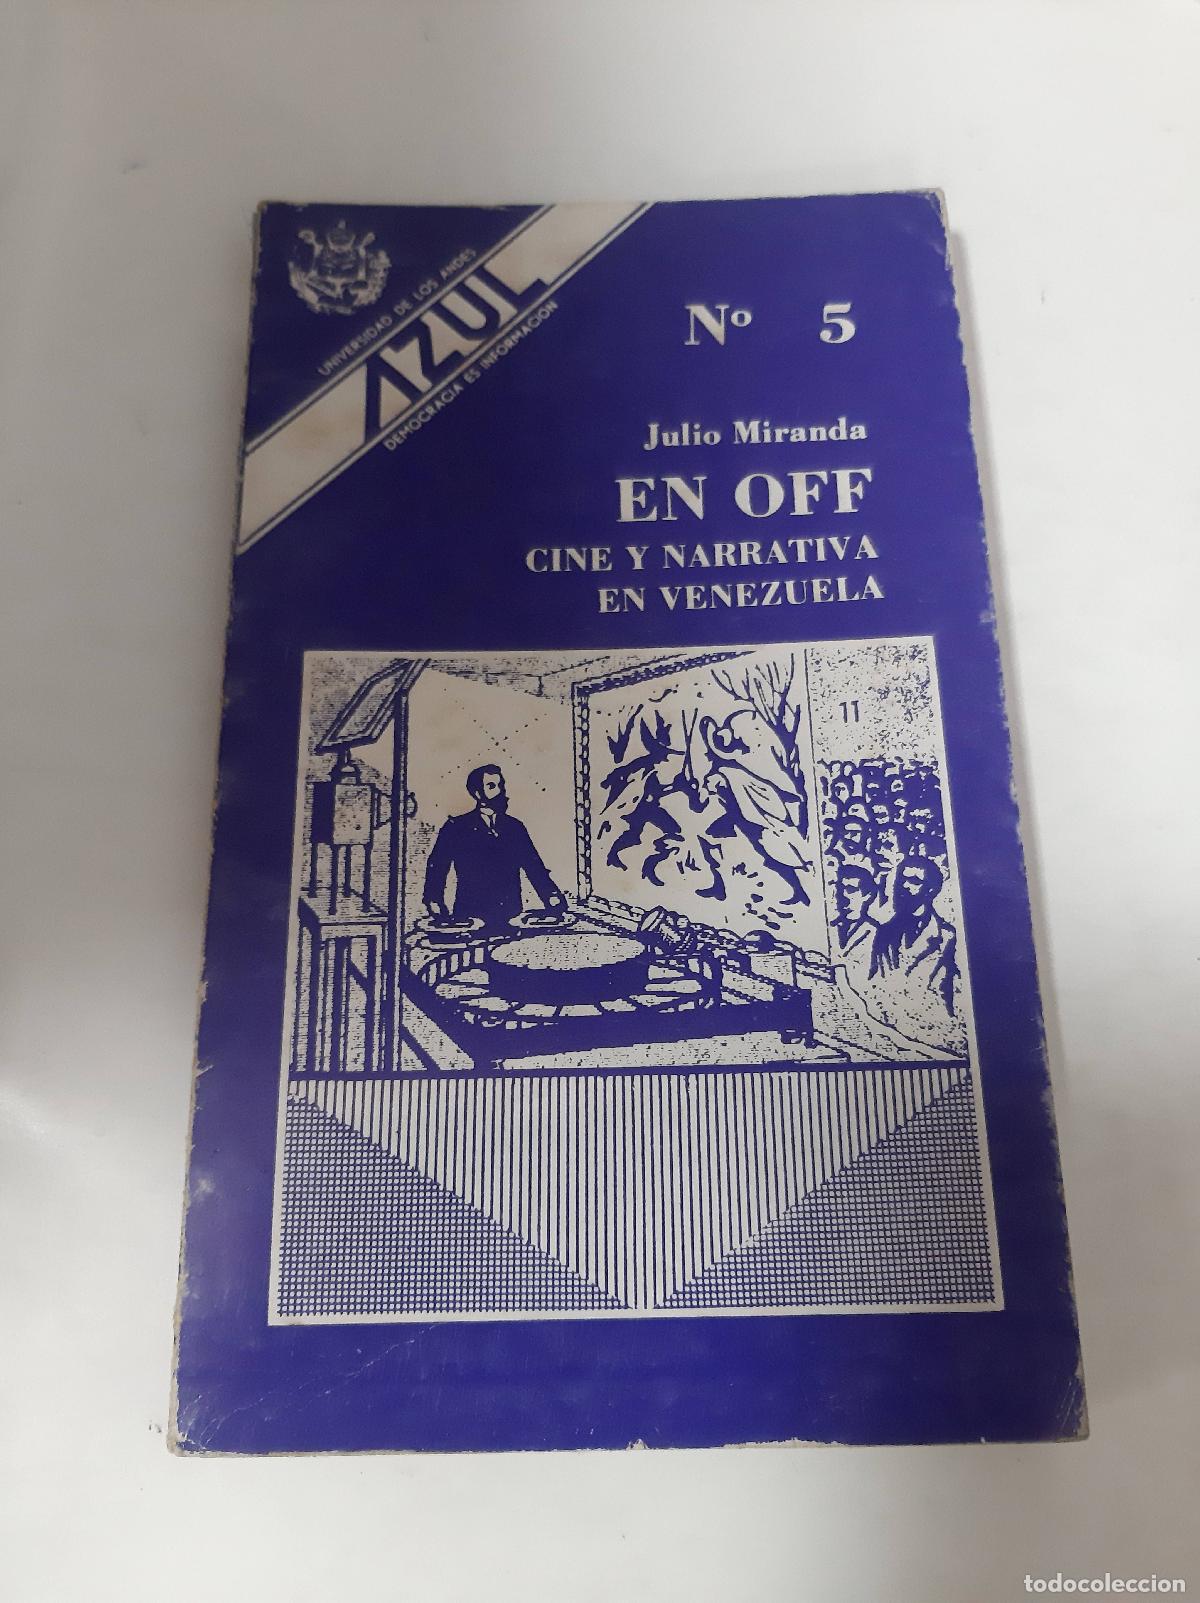 UNIVERSIDAD DE LOS ANDES
AZUL
DEMOCRACIA ES INFORMACION
Nº 5
Julio Miranda
EN OFF
CINE Y NARRATIVA
EN VENEZUELA
11
todocoleccion